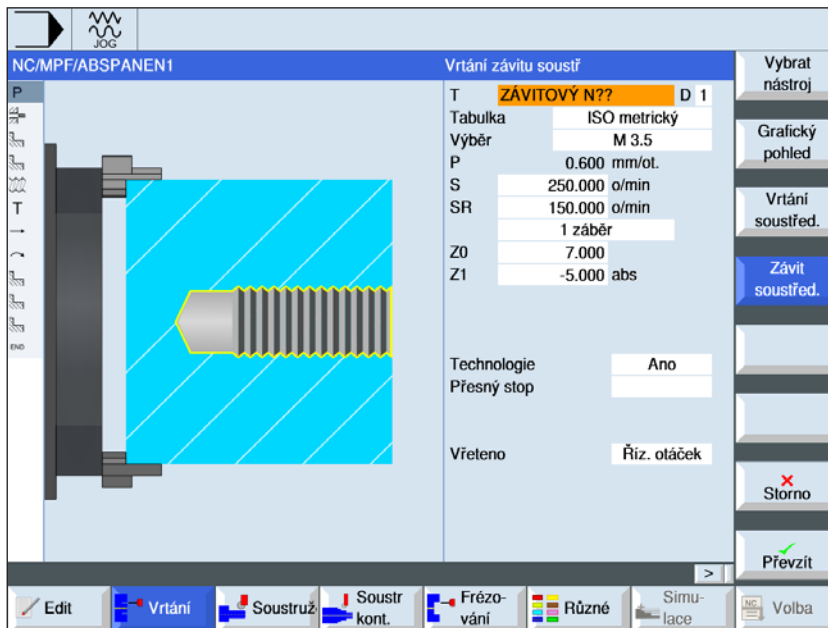 JOG
NC/MPF/ABSPANEN1
Vrtání závitu soustř
P
T
END
T ZÁVITOVÝ N?? D 1
Tabulka ISO metrický
Výběr M 3.5
P 0.600 mm/ot.
S 250.000 o/min
SR 150.000 o/min
1 záběr
Z0 7.000
Z1 -5.000 abs
Technologie Ano
Přesný stop
Vřeteno Říz. otáček
Vybrat
nástroj
Grafický
pohled
Vrtání
soustřed.
Závit
soustřed.
Storno
Převzít
>
Edit
Vrtání
Soustruž
Soustr
kont.
Frézo-
vání
Různé
Simu-
lace
NC
Volba